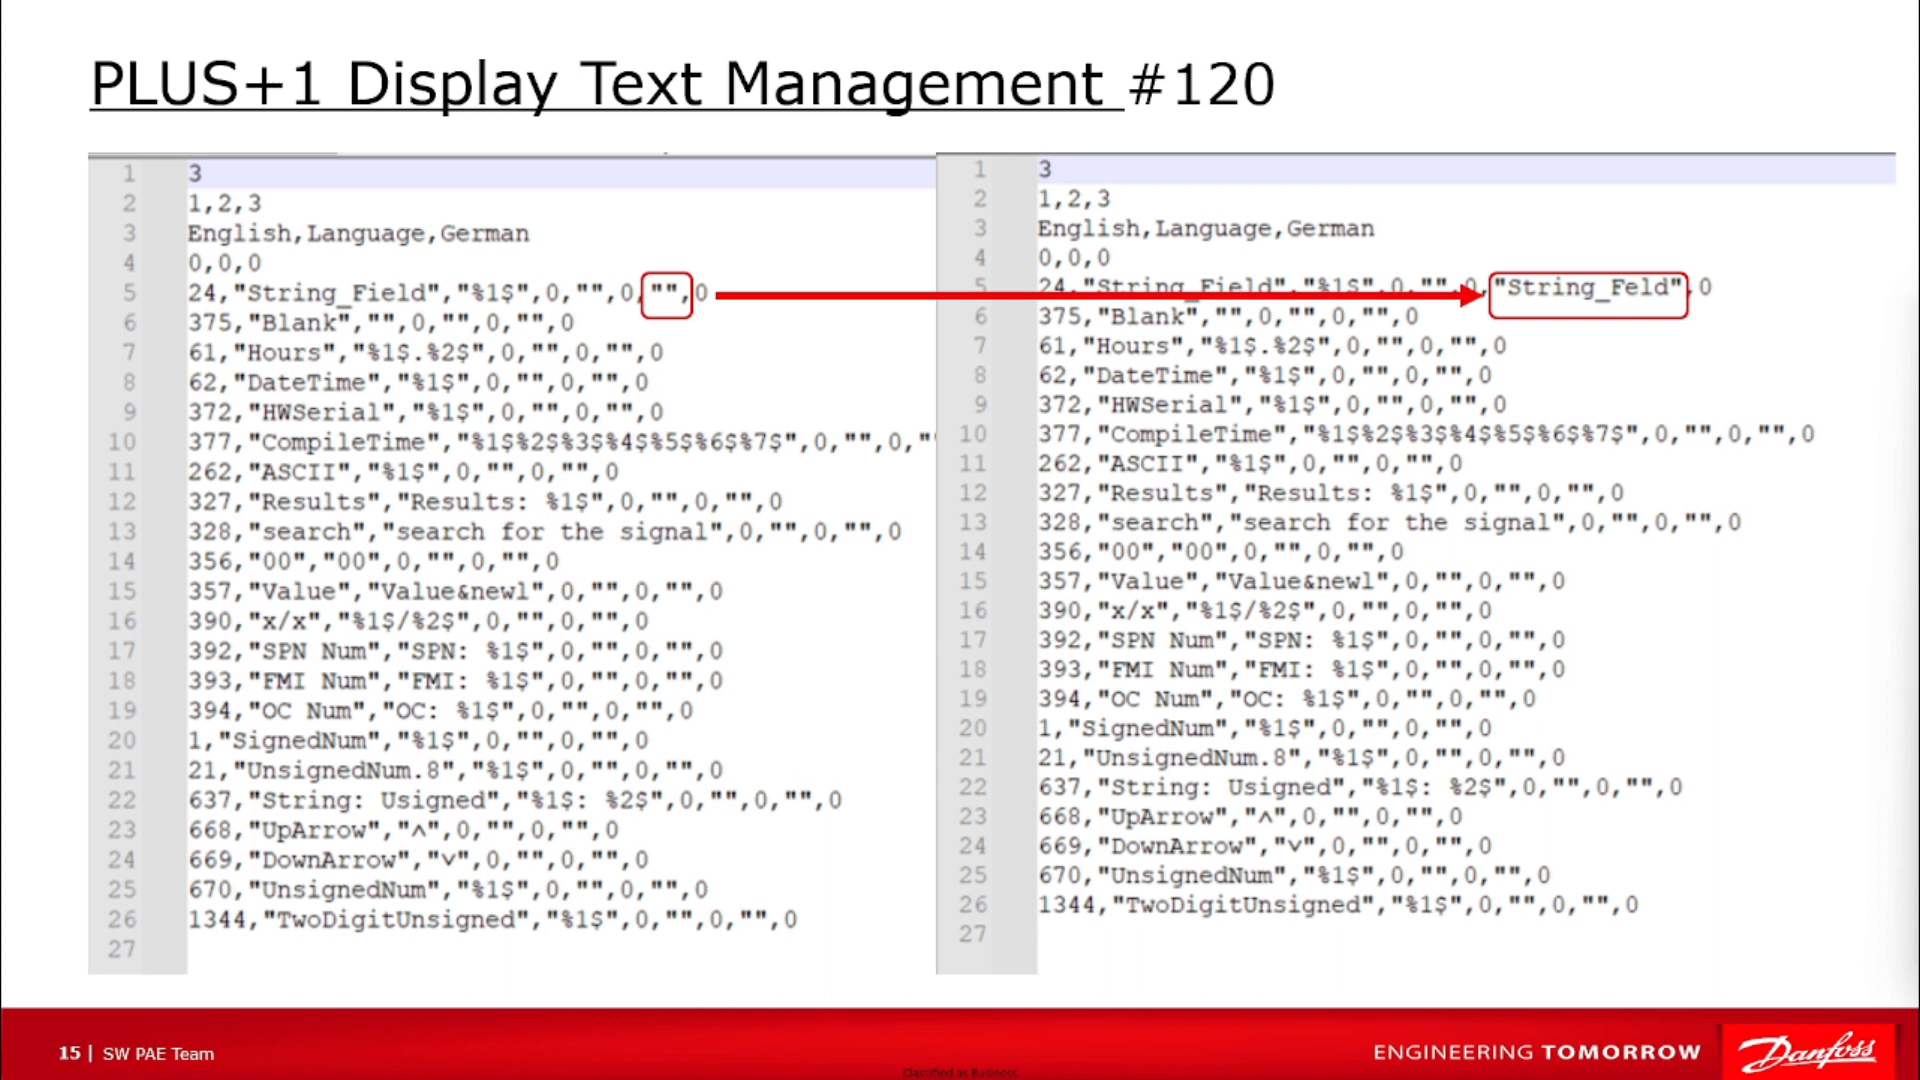 PLUS+1 Display Text Management #120
1 3
2 1,2,3
3 English,Language,German
4 0,0,0
5 24,"String_Field","%1$",0,"",0,"",0
6 375,"Blank","",0,"",0,"",0
7 61,"Hours","%1$.%2$",0,"",0,"",0
8 62,"DateTime","%1$",0,"",0,"",0
9 372,"HWSerial","%1$",0,"",0,"",0
10 377,"CompileTime","%1$%2$%3$%4$%5$%6$%7$",0,"",0,"
11 262,"ASCII","%1$",0,"",0,"",0
12 327,"Results","Results: %1$",0,"",0,"",0
13 328,"search","search for the signal",0,"",0,"",0
14 356,"00","00",0,"",0,"",0
15 357,"Value","Value&newl",0,"",0,"",0
16 390,"x/x","%1$/%2$",0,"",0,"",0
17 392,"SPN Num","SPN: %1$",0,"",0,"",0
18 393,"FMI Num","FMI: %1$",0,"",0,"",0
19 394,"OC Num","OC: %1$",0,"",0,"",0
20 1,"SignedNum","%1$",0,"",0,"",0
21 21,"UnsignedNum.8","%1$",0,"",0,"",0
22 637,"String: Usigned","%1$: %2$",0,"",0,"",0
23 668,"UpArrow","^",0,"",0,"",0
24 669,"DownArrow","v",0,"",0,"",0
25 670,"UnsignedNum","%1$",0,"",0,"",0
26 1344,"TwoDigitUnsigned","%1$",0,"",0,"",0
27
1 3
2 1,2,3
3 English,Language,German
4 0,0,0
5 24,"String_Field","%1$",0,"",0,"String_Feld",0
6 375,"Blank","",0,"",0,"",0
7 61,"Hours","%1$.%2$",0,"",0,"",0
8 62,"DateTime","%1$",0,"",0,"",0
9 372,"HWSerial","%1$",0,"",0,"",0
10 377,"CompileTime","%1$%2$%3$%4$%5$%6$%7$",0,"",0,"",0
11 262,"ASCII","%1$",0,"",0,"",0
12 327,"Results","Results: %1$",0,"",0,"",0
13 328,"search","search for the signal",0,"",0,"",0
14 356,"00","00",0,"",0,"",0
15 357,"Value","Value&newl",0,"",0,"",0
16 390,"x/x","%1$/%2$",0,"",0,"",0
17 392,"SPN Num","SPN: %1$",0,"",0,"",0
18 393,"FMI Num","FMI: %1$",0,"",0,"",0
19 394,"OC Num","OC: %1$",0,"",0,"",0
20 1,"SignedNum","%1$",0,"",0,"",0
21 21,"UnsignedNum.8","%1$",0,"",0,"",0
22 637,"String: Usigned","%1$: %2$",0,"",0,"",0
23 668,"UpArrow","^",0,"",0,"",0
24 669,"DownArrow","v",0,"",0,"",0
25 670,"UnsignedNum","%1$",0,"",0,"",0
26 1344,"TwoDigitUnsigned","%1$",0,"",0,"",0
27
15 | SW PAE Team
ENGINEERING TOMORROW
Danfoss
Classified as Business